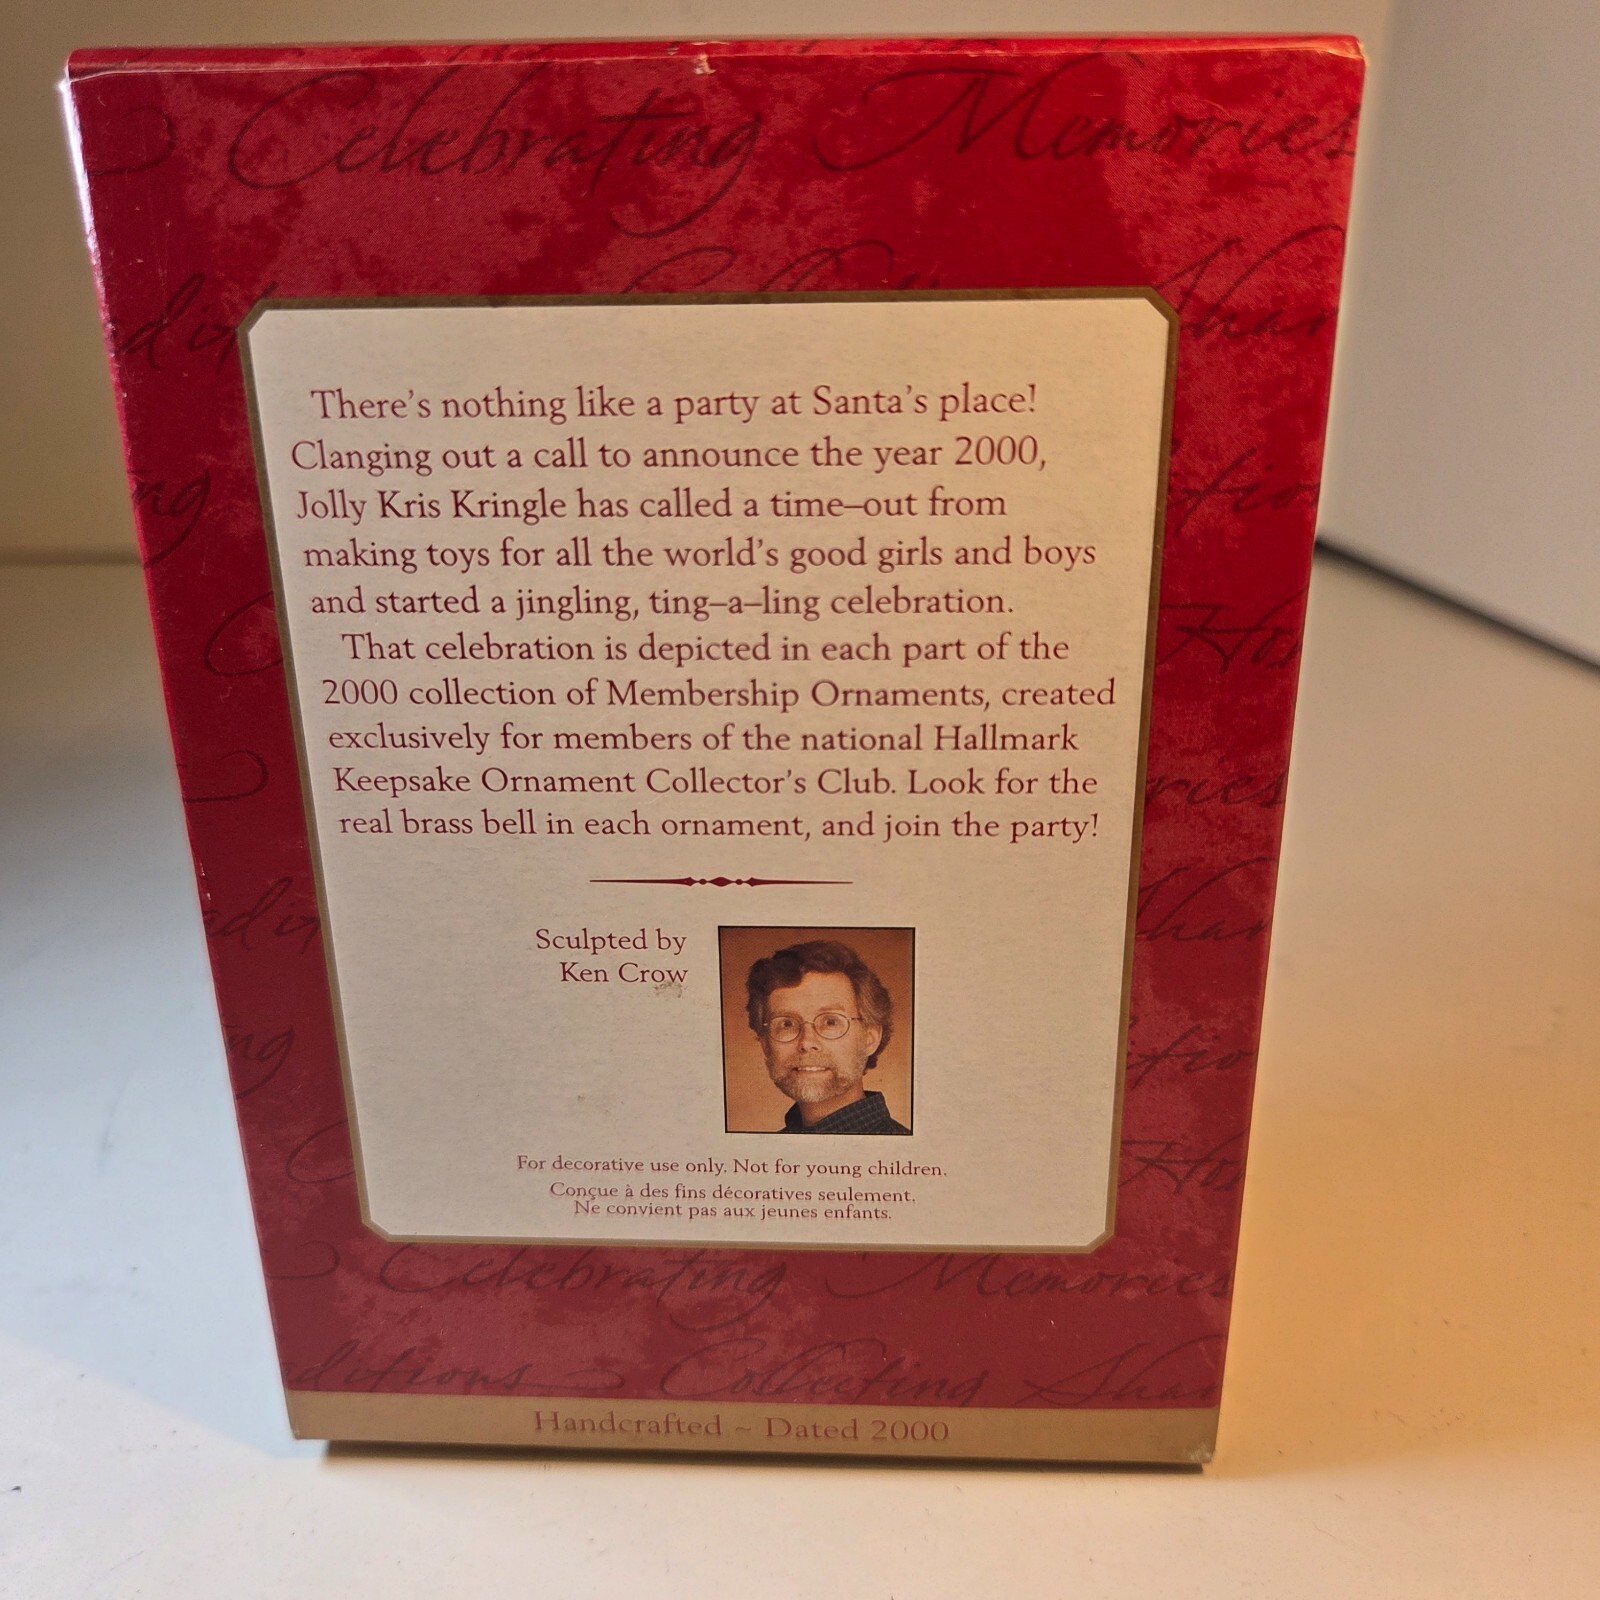 Celebrating Memories
There's nothing like a party at Santa's place!
Clanging out a call to announce the year 2000,
Jolly Kris Kringle has called a time–out from
making toys for all the world's good girls and boys
and started a jingling, ting–a–ling celebration.
That celebration is depicted in each part of the
2000 collection of Membership Ornaments, created
exclusively for members of the national Hallmark
Keepsake Ornament Collector's Club. Look for the
real brass bell in each ornament, and join the party!
Sculpted by
Ken Crow
For decorative use only. Not for young children.
Conçue à des fins décoratives seulement.
Ne convient pas aux jeunes enfants.
Celebrating Memories
ditions Collecting Shar
Handcrafted ~ Dated 2000